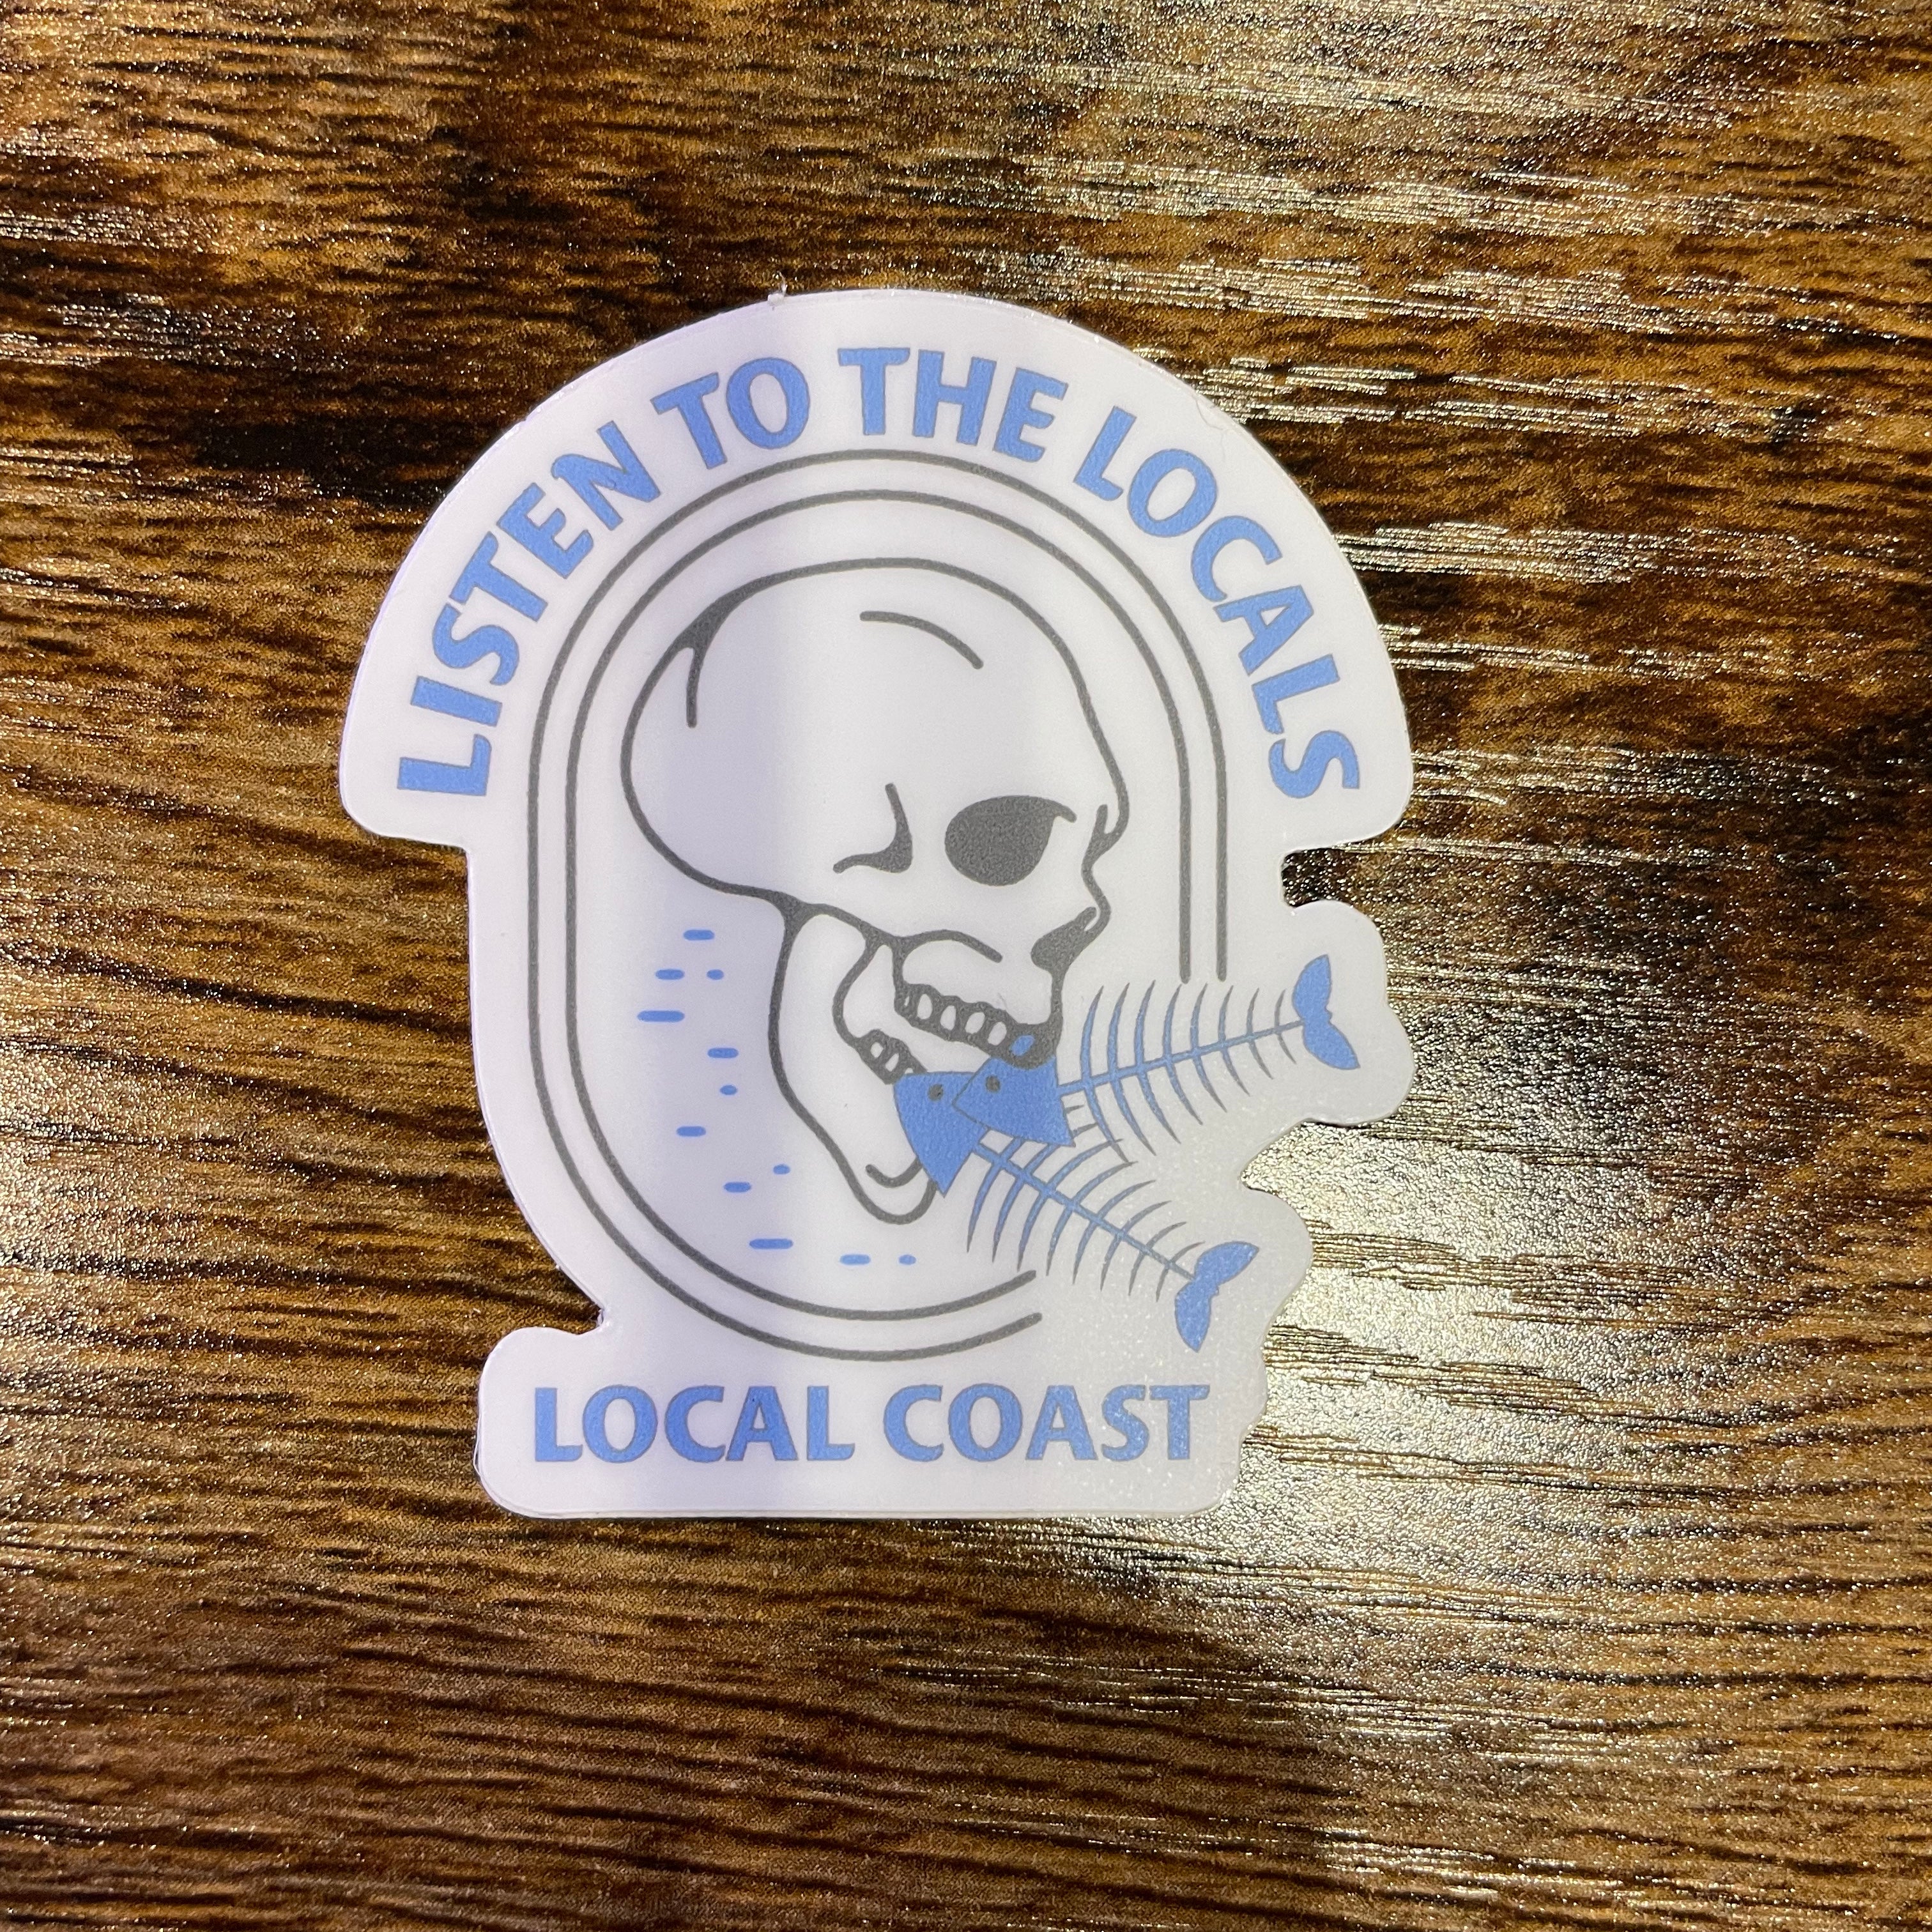 LISTEN TO THE LOCALS
LOCAL COAST